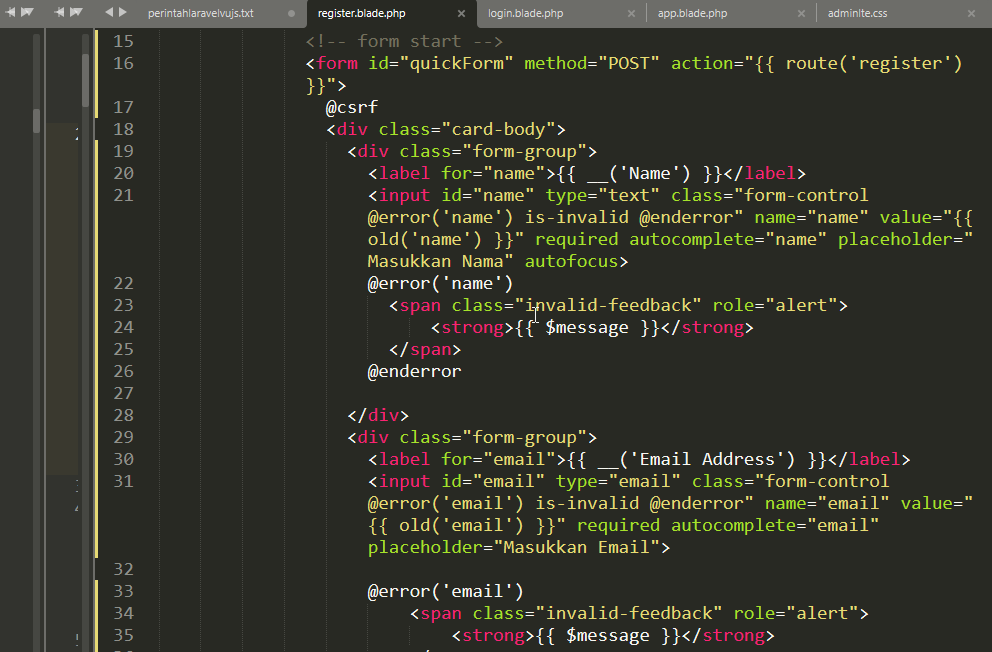 perintahlaravelvujs.txt register.blade.php login.blade.php app.blade.php adminlte.css
15 <!-- form start -->
16 <form id="quickForm" method="POST" action="{{ route('register')
}}">
17 @csrf
18 <div class="card-body">
19 <div class="form-group">
20 <label for="name">{{ __('Name') }}</label>
21 <input id="name" type="text" class="form-control
@error('name') is-invalid @enderror" name="name" value="{{
old('name') }}" required autocomplete="name" placeholder="
Masukkan Nama" autofocus>
22 @error('name')
23 <span class="invalid-feedback" role="alert">
24 <strong>{{ $message }}</strong>
25 </span>
26 @enderror
27
28 </div>
29 <div class="form-group">
30 <label for="email">{{ __('Email Address') }}</label>
31 <input id="email" type="email" class="form-control
@error('email') is-invalid @enderror" name="email" value="
{{ old('email') }}" required autocomplete="email"
placeholder="Masukkan Email">
32
33 @error('email')
34 <span class="invalid-feedback" role="alert">
35 <strong>{{ $message }}</strong>